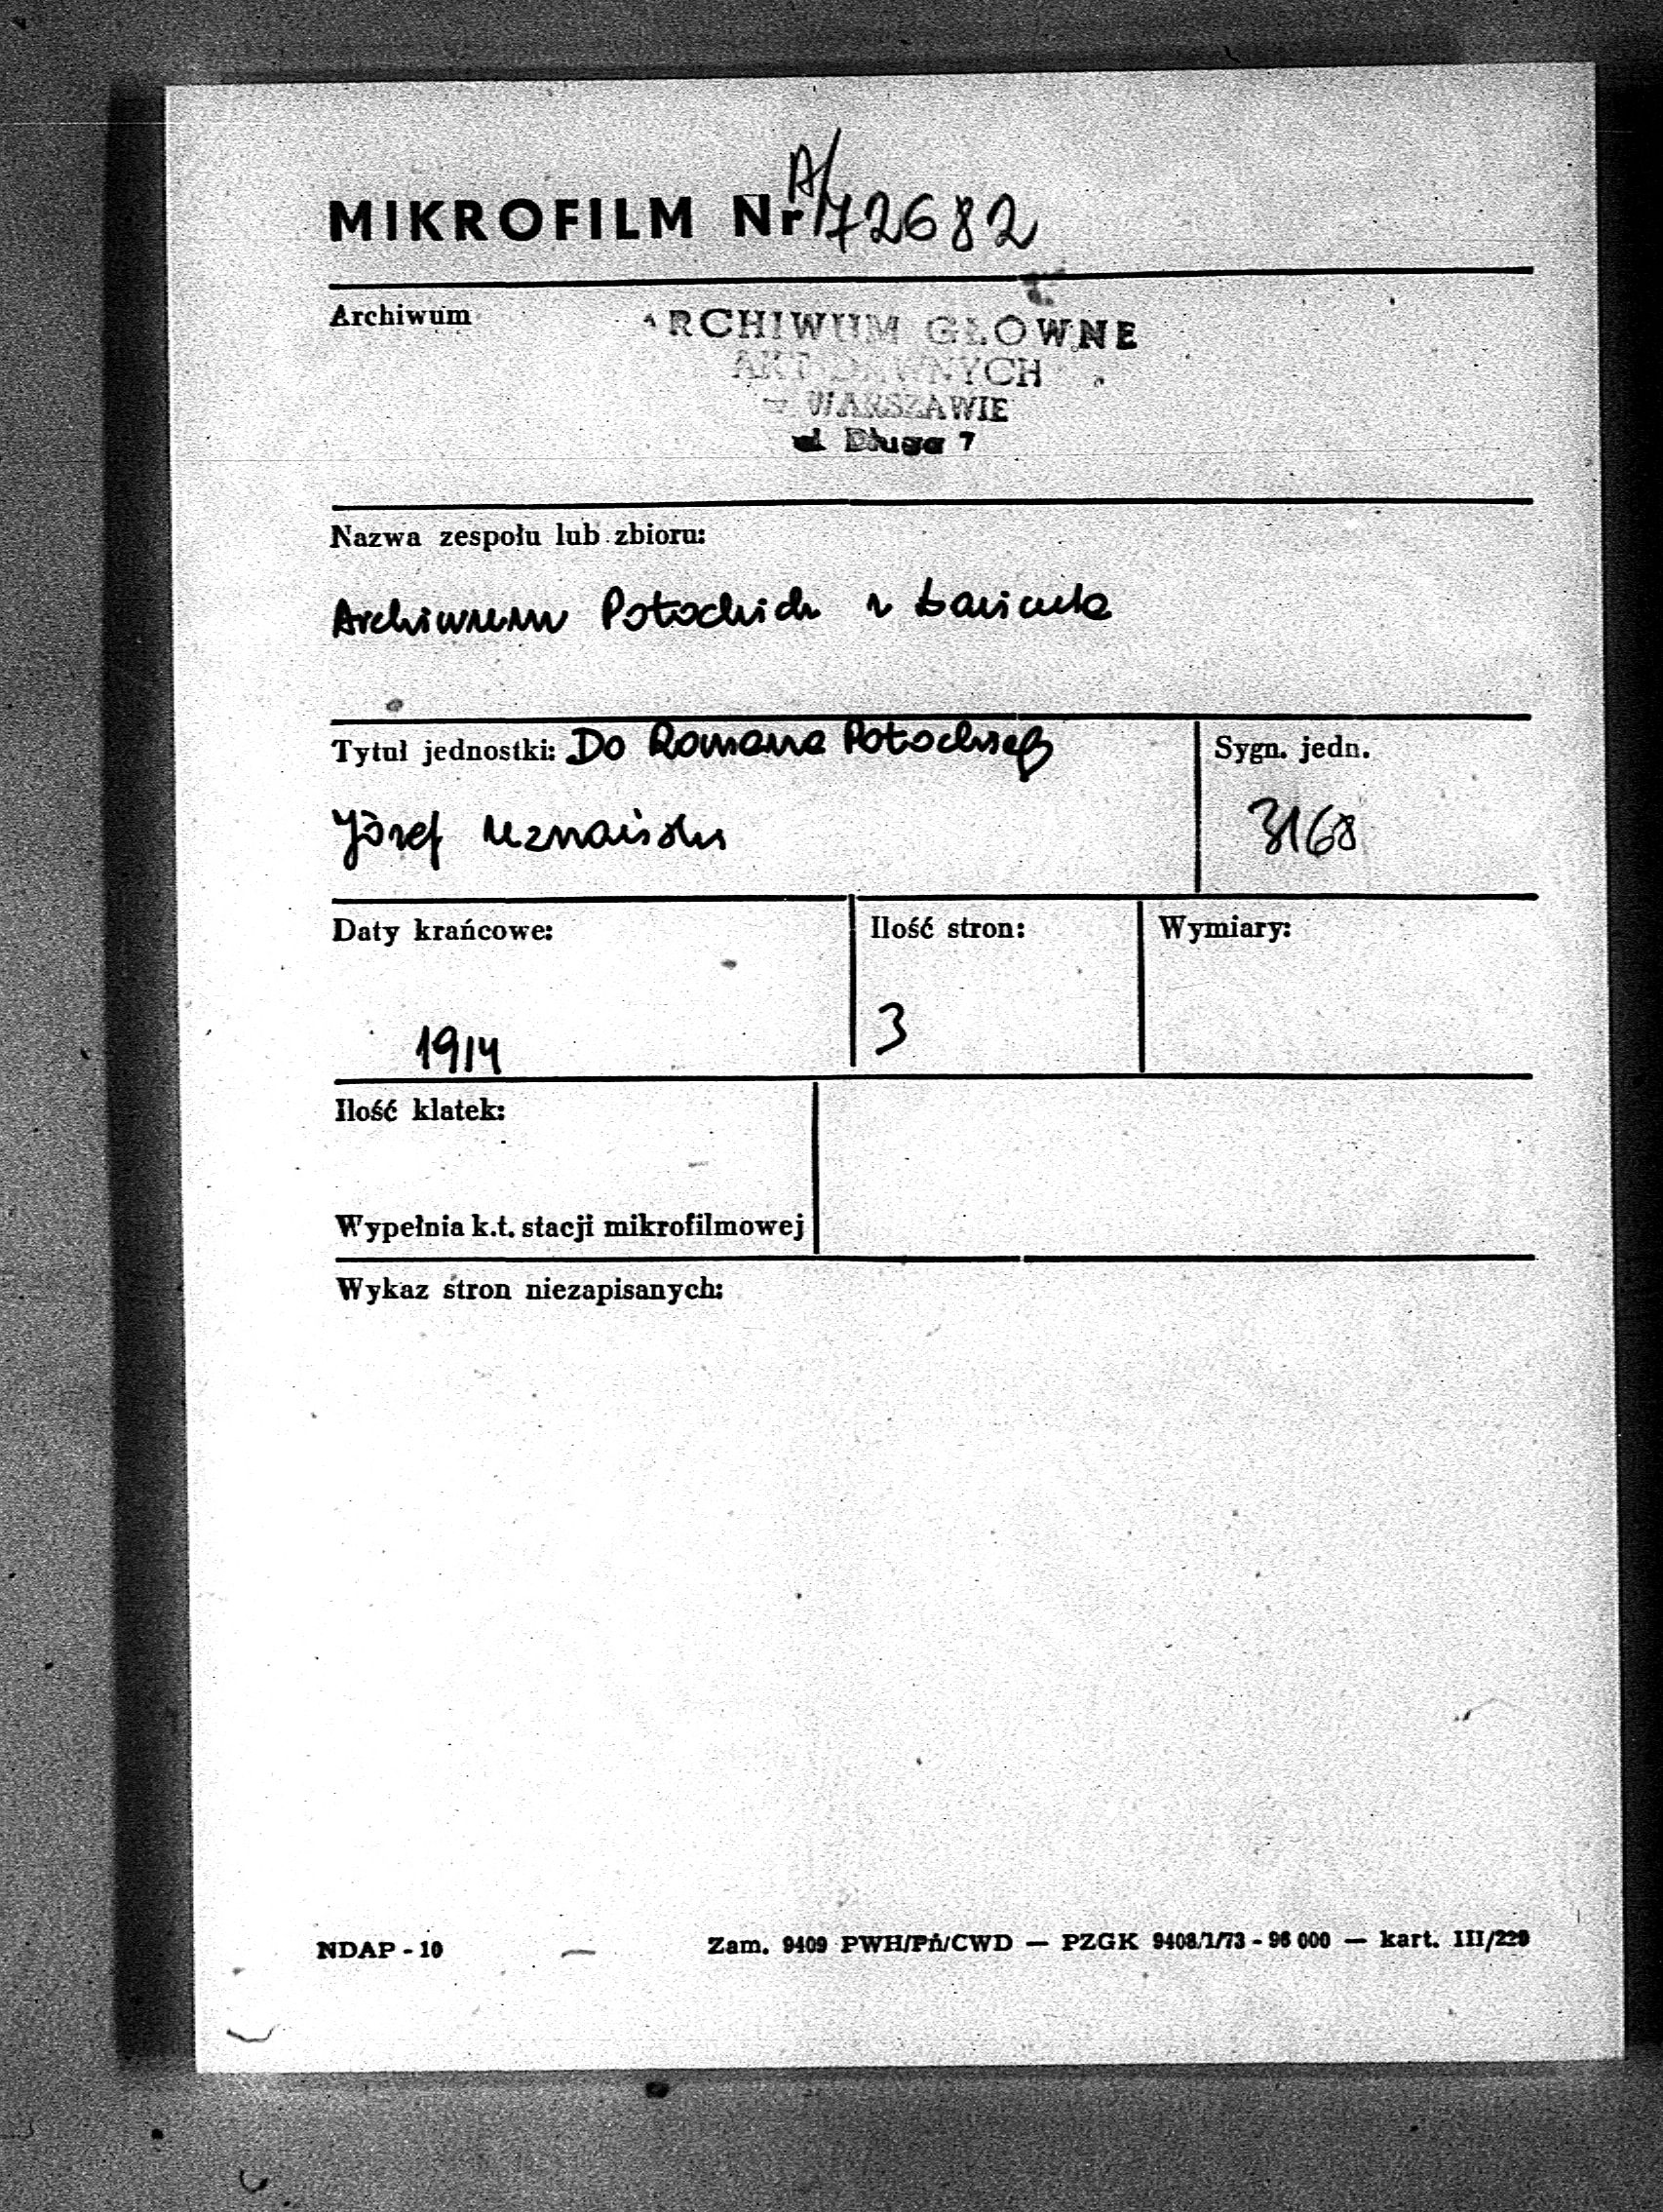 MIKROFILM Nr A/72682
Archiwum
ARCHIWUM GŁÓWNE
AKT DAWNYCH
w WARSZAWIE
ul Długa 7
Nazwa zespołu lub zbioru:
Archiwum Potockich z Łańcuta
Tytuł jednostki: Do Romana Potockiego
Sygn. jedn.
Józef Uznański
3168
Daty krańcowe:
Ilość stron:
Wymiary:
1914
3
Ilość klatek:
Wypełnia k.t. stacji mikrofilmowej
Wykaz stron niezapisanych:
NDAP - 10
Zam. 9409 PWH/Pń/CWD — PZGK 9408/1/73 - 96 000 — kart. III/229